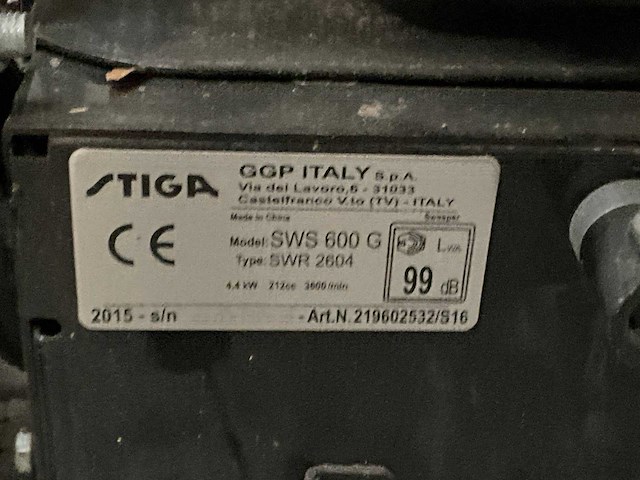 STIGA
GGP ITALY S.p.A.
Via del Lavoro,6 - 31033
Castelfranco V.to (TV) - ITALY
Made in China
Sweeper
CE
Model: SWS 600 G
Type: SWR 2604
4,4 kW 212cc 3600/min
LWA
99 dB
2015 - s/n
- Art.N. 219602532/S16